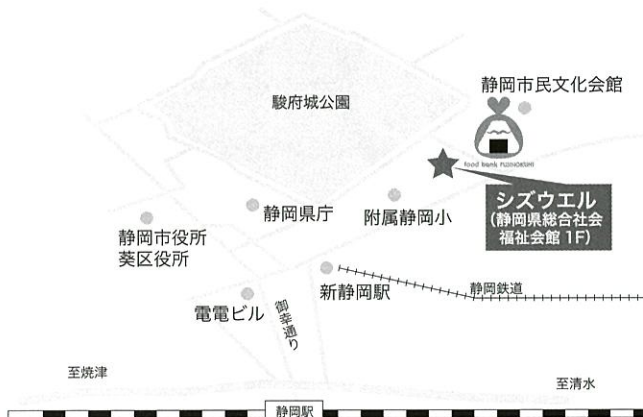 静岡市民文化会館
駿府城公園
food bank FUJINOKUNI
シズウエル
(静岡県総合社会
福祉会館 1F)
静岡県庁
附属静岡小
静岡市役所
葵区役所
新静岡駅
静岡鉄道
電電ビル
御幸通り
至焼津
至清水
静岡駅